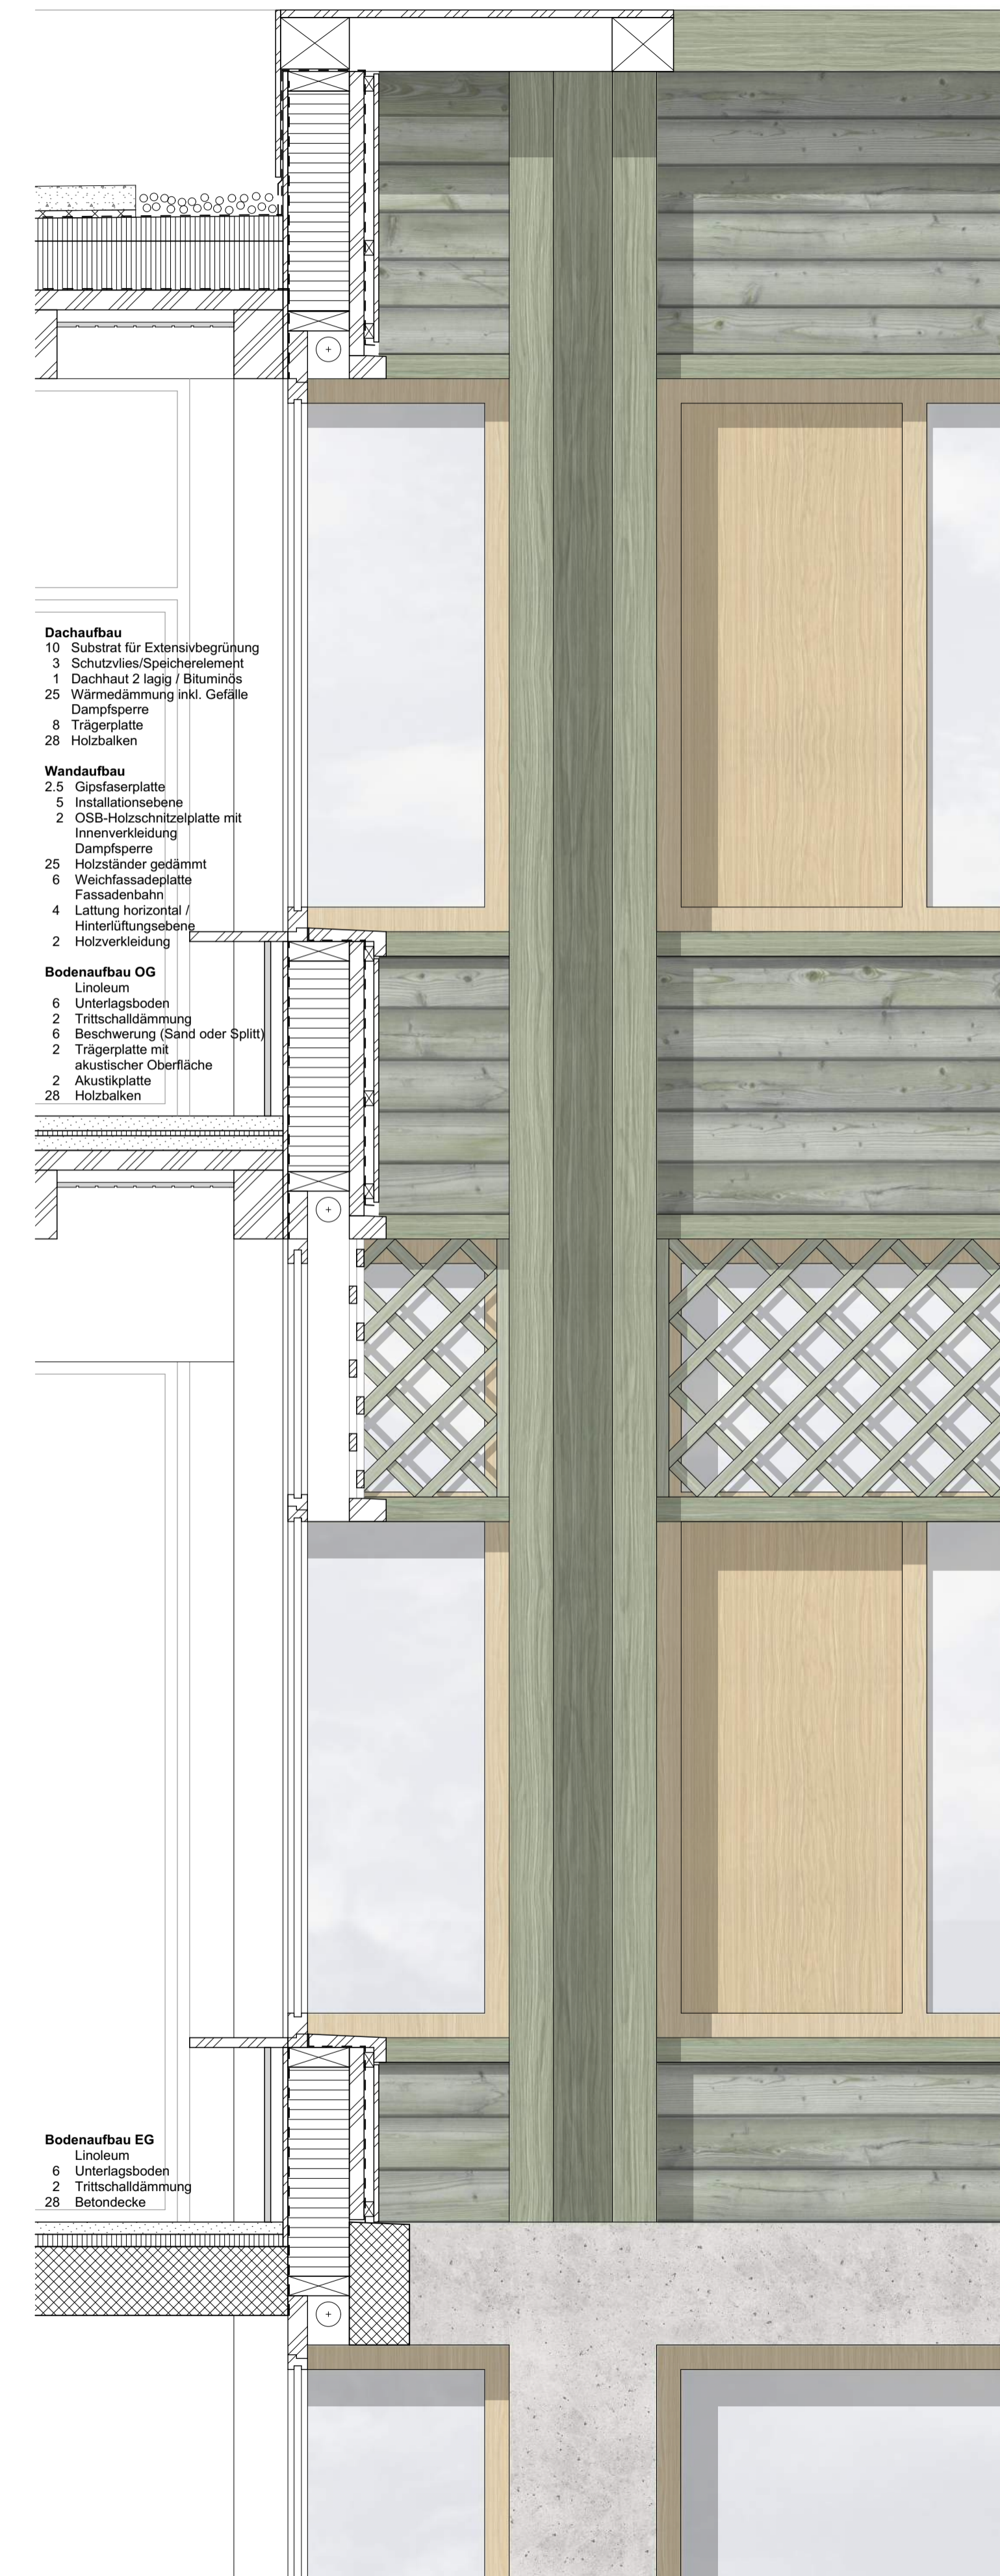 Dachaufbau
10 Substrat für Extensivbegrünung
3 Schutzvlies/Speicherelement
1 Dachhaut 2 lagig / Bituminös
25 Wärmedämmung inkl. Gefälle
Dampfsperre
8 Trägerplatte
28 Holzbalken
Wandaufbau
2.5 Gipsfaserplatte
5 Installationsebene
2 OSB-Holzschnitzelplatte mit
Innenverkleidung
Dampfsperre
25 Holzständer gedämmt
6 Weichfassadeplatte
Fassadenbahn
4 Lattung horizontal /
Hinterlüftungsebene
2 Holzverkleidung
Bodenaufbau OG
Linoleum
6 Unterlagsboden
2 Trittschalldämmung
6 Beschwerung (Sand oder Splitt)
2 Trägerplatte mit
akustischer Oberfläche
2 Akustikplatte
28 Holzbalken
Bodenaufbau EG
Linoleum
6 Unterlagsboden
2 Trittschalldämmung
28 Betondecke